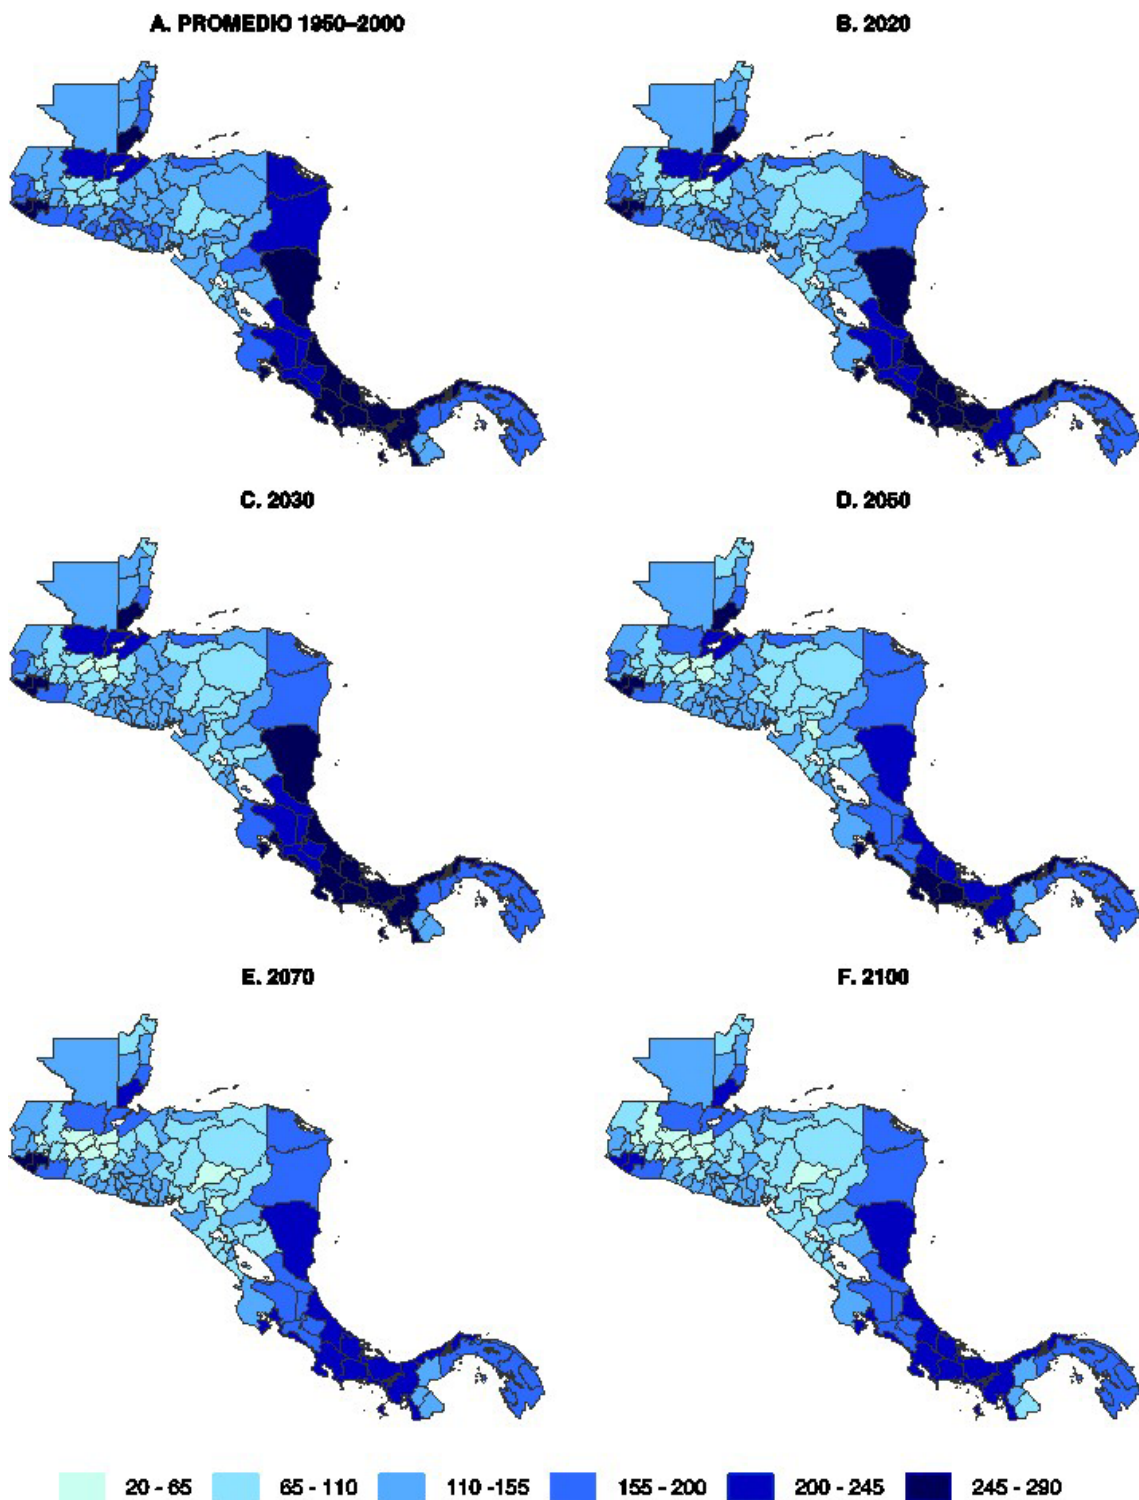 A. PROMEDIO 1950–2000
B. 2020
C. 2030
D. 2050
E. 2070
F. 2100
20 - 65
65 - 110
110 -155
155 - 200
200 - 245
245 - 290